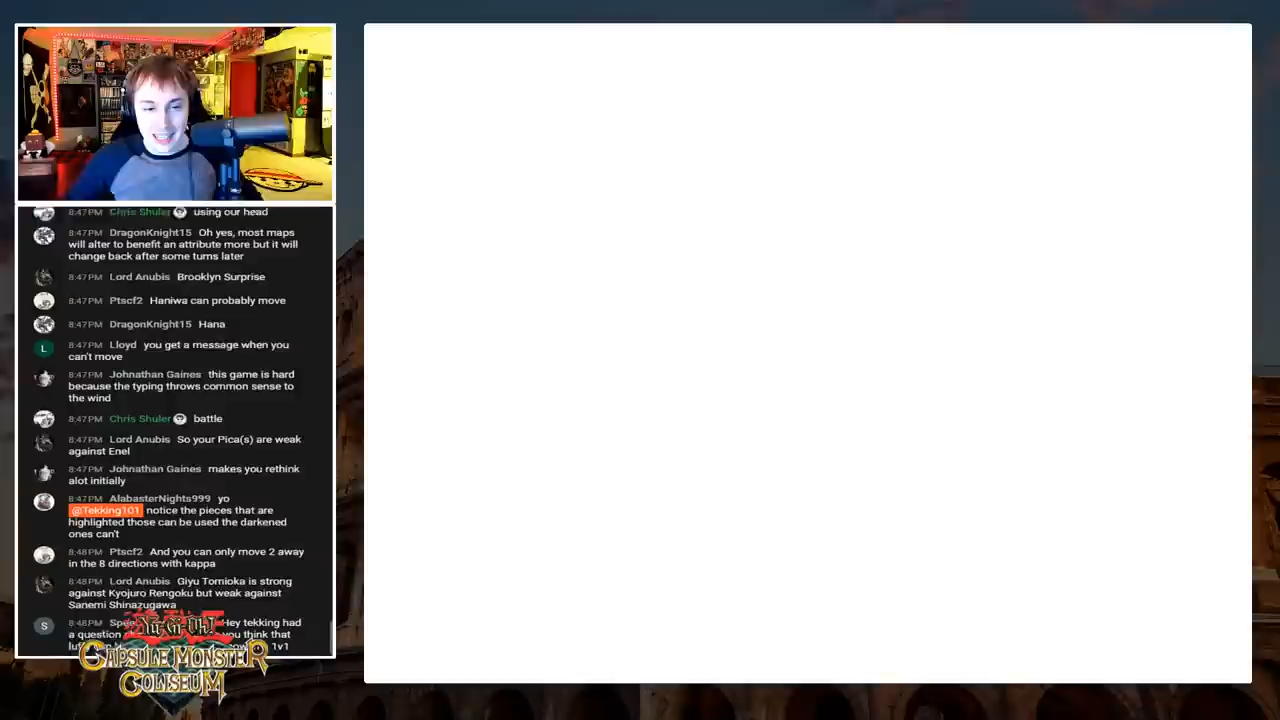 8:47PM Chris Shuler using our head
8:47PM DragonKnight15 Oh yes, most maps
will alter to benefit an attribute more but it will
change back after some turns later
8:47PM Lord Anubis Brooklyn Surprise
8:47PM Ptscf2 Haniwa can probably move
8:47PM DragonKnight15 Hana
L
8:47PM Lloyd you get a message when you
can't move
8:47PM Johnathan Gaines this game is hard
because the typing throws common sense to
the wind
8:47PM Chris Shuler battle
8:47PM Lord Anubis So your Pica(s) are weak
against Enel
8:47PM Johnathan Gaines makes you rethink
alot initially
8:47PM AlabasterNights999 yo
@Tekking101 notice the pieces that are
highlighted those can be used the darkened
ones can't
8:48PM Ptscf2 And you can only move 2 away
in the 8 directions with kappa
8:48PM Lord Anubis Giyu Tomioka is strong
against Kyojuro Rengoku but weak against
Sanemi Shinazugawa
S
8:48PM Hey tekking had
a question you think that
1v1
Yu-Gi-Oh!
Capsule Monster
Coliseum